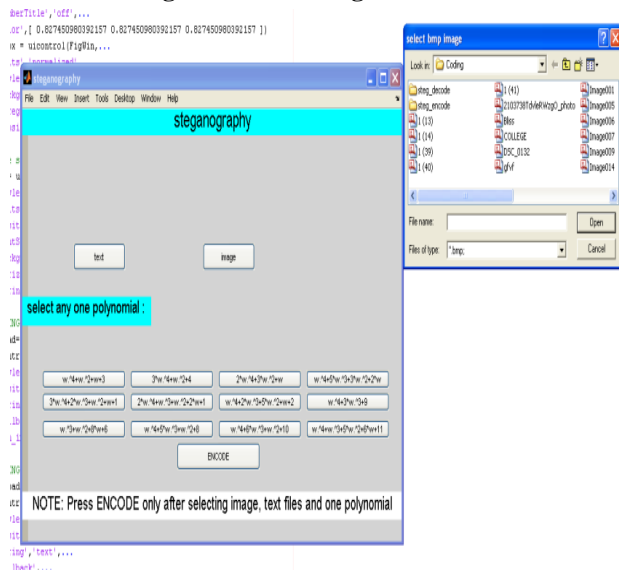 berTitle','off',...
or',[ 0.827450980392157 0.827450980392157 0.827450980392157 ])
ox = uicontrol(FigWin,...
steganography
File Edit View Insert Tools Desktop Window Help
steganography
text
image
select any one polynomial :
w.^4+w.^2+w+3
3*w.^4+w.^2+4
2*w.^4+3*w.^2+w
w.^4+5*w.^3+3*w.^2+2*w
3*w.^4+2*w.^3+w.^2+w+1
2*w.^4+w.^3+w.^2+2*w+1
w.^4+2*w.^3+5*w.^2+w+2
w.^4+3*w.^3+9
w.^3+w.^2+8*w+6
w.^4+5*w.^3+w.^2+8
w.^4+6*w.^3+w.^2+10
w.^4+w.^3+5*w.^2+6*w+11
ENCODE
NOTE: Press ENCODE only after selecting image, text files and one polynomial
ring','text',...
llback',...
select bmp image
Look in: Coding
steg_decode
steg_encode
1 (13)
1 (14)
1 (39)
1 (40)
1 (41)
Bliss
COLLEGE
DSC_0132
gfvf
Image001
Image005
Image006
Image007
Image009
Image014
File name:
Open
Files of type: *.bmp;
Cancel